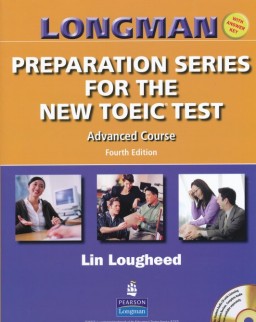 LONGMAN
WITH
ANSWER
KEY
PREPARATION SERIES
FOR THE
NEW TOEIC TEST
Advanced Course
Fourth Edition
Lin Lougheed
PEARSON
Longman